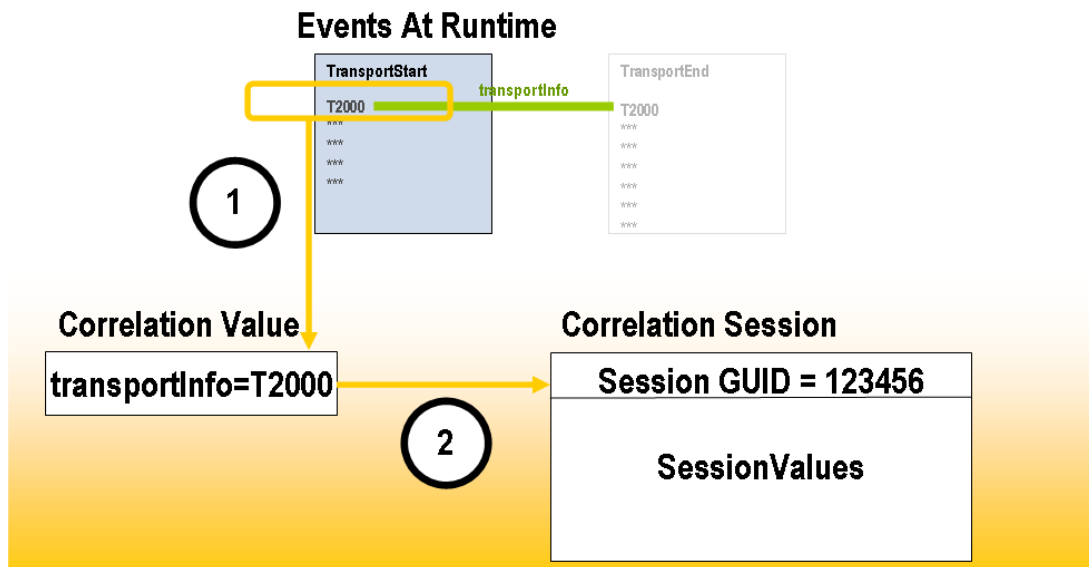 Events At Runtime
TransportStart
T2000
***
***
***
***
transportInfo
TransportEnd
T2000
***
***
***
***
***
***
1
Correlation Value
transportInfo=T2000
2
Correlation Session
Session GUID = 123456
SessionValues